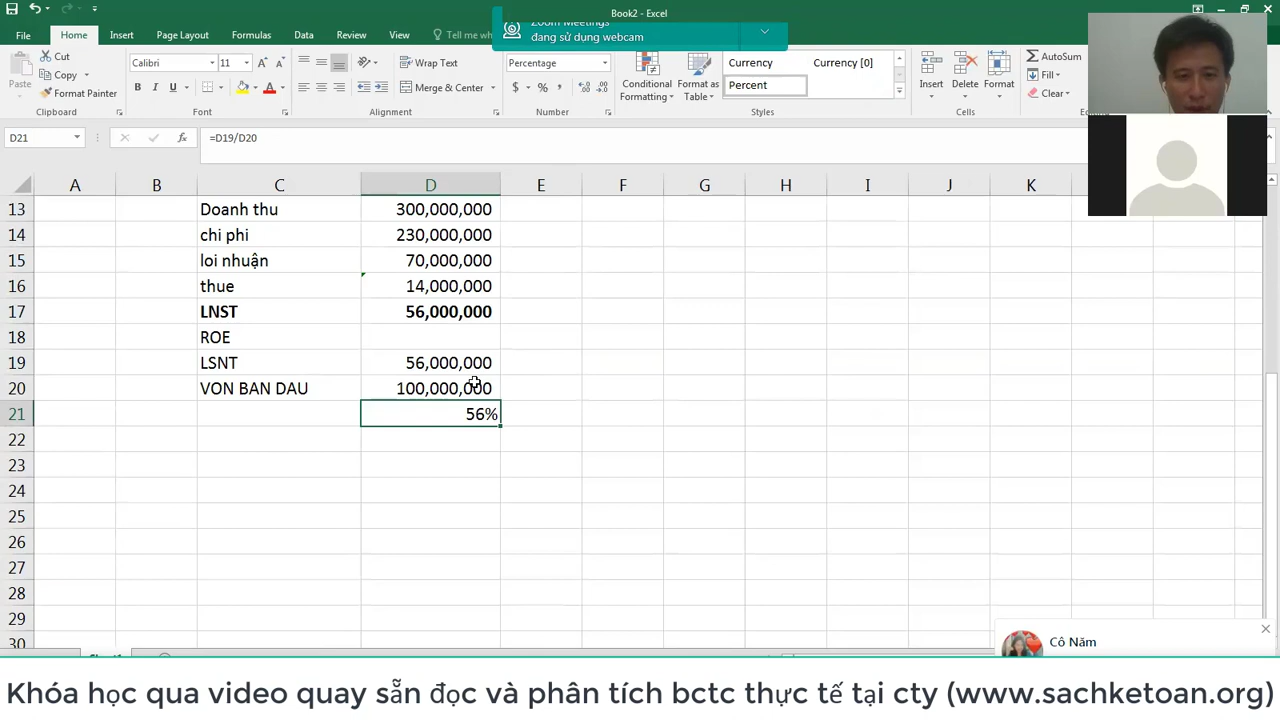 Book2 - Excel
Zoom Meetings
đang sử dụng webcam
File
Home
Insert
Page Layout
Formulas
Data
Review
View
Tell me
Paste
Cut
Copy
Format Painter
Clipboard
Calibri
11
B I U
Font
Wrap Text
Merge & Center
Alignment
Percentage
$ % ,
Number
Conditional
Formatting
Format as
Table
Currency
Currency [0]
Percent
Styles
Insert
Delete
Format
Cells
AutoSum
Fill
Clear
D21
fx
=D19/D20
A B C D E F G H I J K
13 Doanh thu 300,000,000
14 chi phi 230,000,000
15 loi nhuận 70,000,000
16 thue 14,000,000
17 LNST 56,000,000
18 ROE
19 LSNT 56,000,000
20 VON BAN DAU 100,000,000
21 56%
22
23
24
25
26
27
28
29
30
Cô Năm
Khóa học qua video quay sẵn đọc và phân tích bctc thực tế tại cty (www.sachketoan.org)